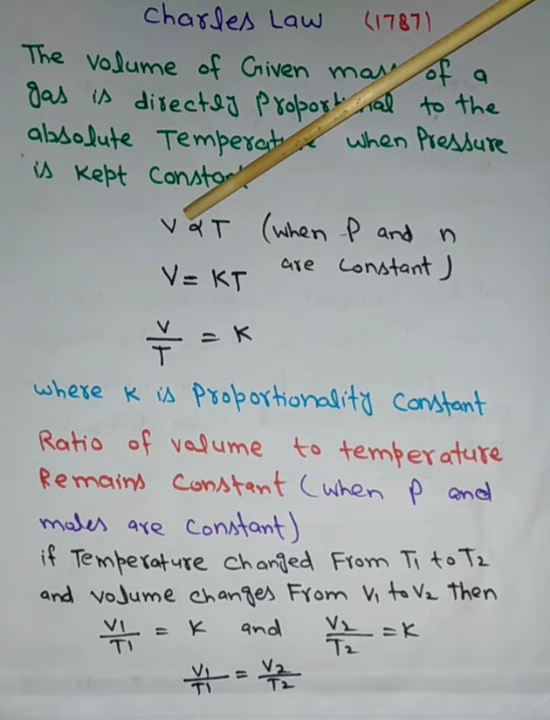 Charles Law (1787)
The volume of Given mass of a
gas is directly Proportional to the
absolute Temperature when Pressure
is kept Constant
V ∝ T (when P and n
are constant)
V = KT
V/T = K
where K is Proportionality Constant
Ratio of volume to temperature
Remains Constant (when P and
moles are constant)
if Temperature changed From T1 to T2
and volume changes From V1 to V2 then
V1/T1 = K and V2/T2 = K
V1/T1 = V2/T2